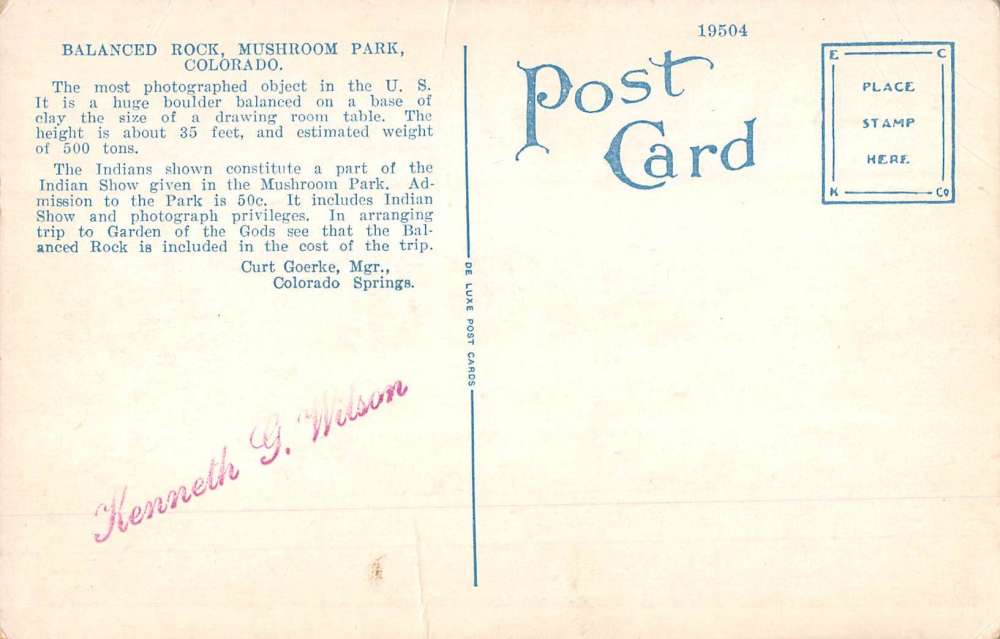 BALANCED ROCK, MUSHROOM PARK,
COLORADO.
The most photographed object in the U. S.
It is a huge boulder balanced on a base of
clay the size of a drawing room table. The
height is about 35 feet, and estimated weight
of 500 tons.
The Indians shown constitute a part of the
Indian Show given in the Mushroom Park. Ad-
mission to the Park is 50c. It includes Indian
Show and photograph privileges. In arranging
trip to Garden of the Gods see that the Bal-
anced Rock is included in the cost of the trip.
Curt Goerke, Mgr.,
Colorado Springs.
Kenneth G. Wilson
DE LUXE POST CARDS
19504
Post
Card
E C
PLACE
STAMP
HERE
K Co